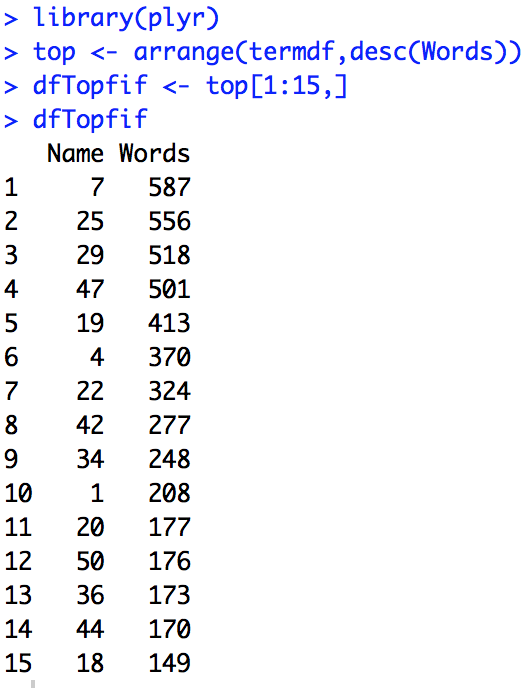 > library(plyr)
> top <- arrange(termdf,desc(Words))
> dfTopfif <- top[1:15,]
> dfTopfif
   Name Words
1     7   587
2    25   556
3    29   518
4    47   501
5    19   413
6     4   370
7    22   324
8    42   277
9    34   248
10    1   208
11   20   177
12   50   176
13   36   173
14   44   170
15   18   149